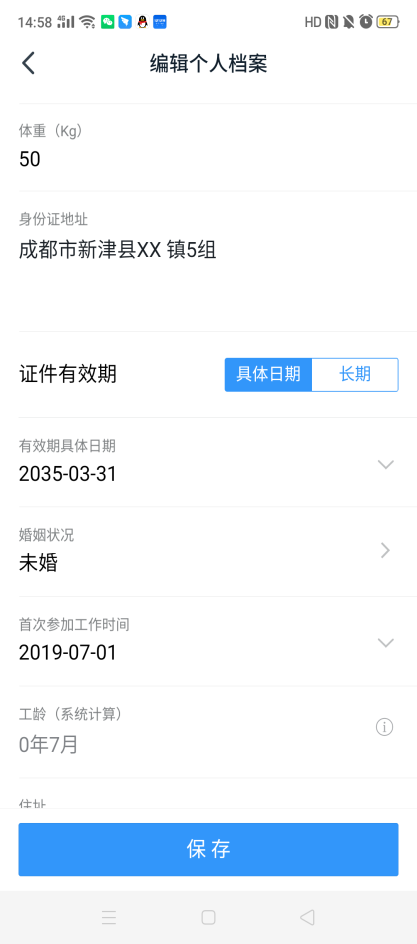 14:58
HD 67
编辑个人档案
体重（Kg）
50
身份证地址
成都市新津县XX 镇5组
证件有效期
具体日期 长期
有效期具体日期
2035-03-31
婚姻状况
未婚
首次参加工作时间
2019-07-01
工龄（系统计算）
0年7月
住址
保存